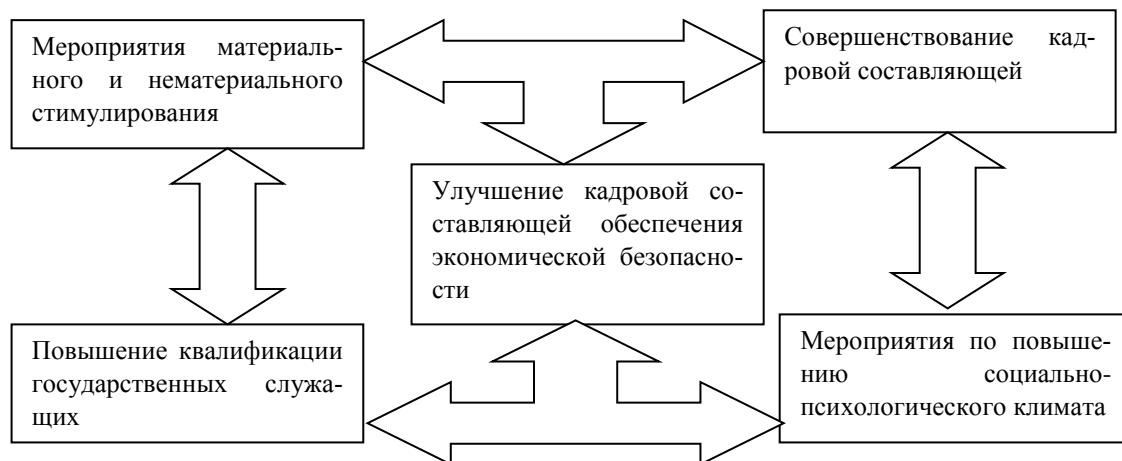 Мероприятия материаль-
ного и нематериального
стимулирования
Совершенствование кад-
ровой составляющей
Улучшение кадровой со-
ставляющей обеспечения
экономической безопасно-
сти
Повышение квалификации
государственных служа-
щих
Мероприятия по повыше-
нию социально-
психологического климата